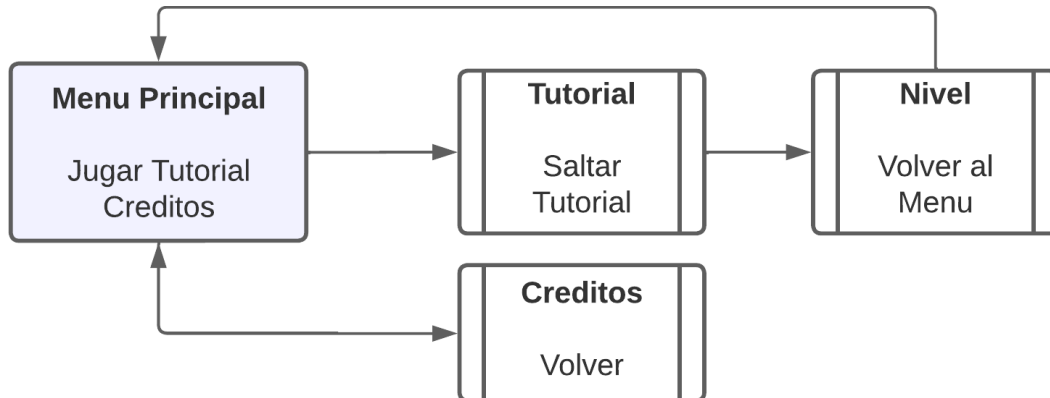 Menu Principal
Jugar Tutorial
Creditos
Tutorial
Saltar
Tutorial
Nivel
Volver al
Menu
Creditos
Volver